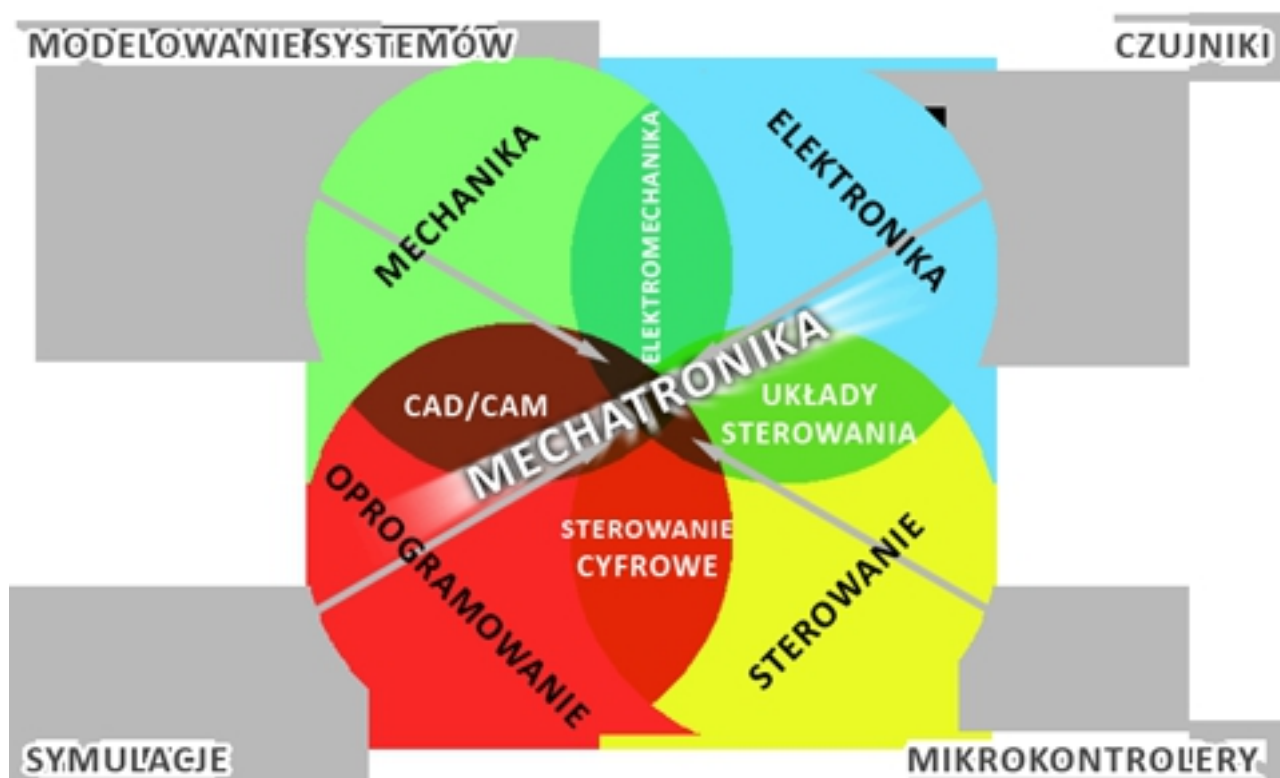 MODELOWANIE SYSTEMÓW
CZUJNIKI
MECHANIKA
ELEKTROMECHANIKA
ELEKTRONIKA
MECHATRONIKA
CAD/CAM
UKŁADY
STEROWANIA
OPROGRAMOWANIE
STEROWANIE
CYFROWE
STEROWANIE
SYMULACJE
MIKROKONTROLERY